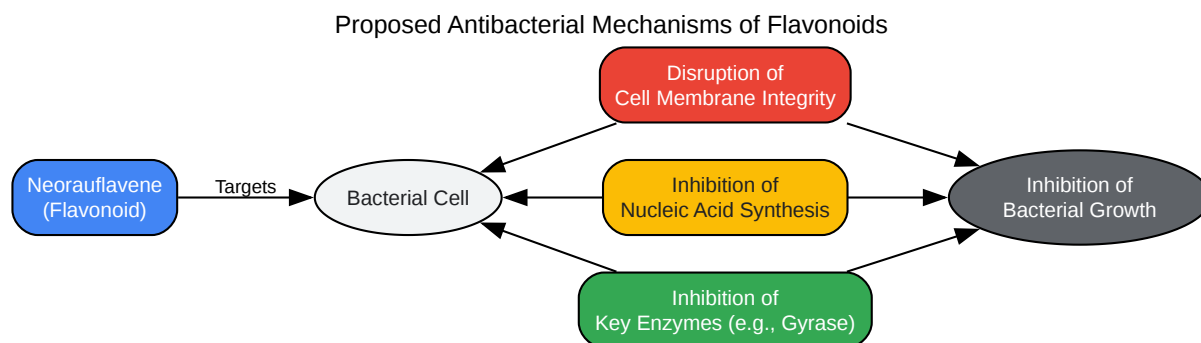 Proposed Antibacterial Mechanisms of Flavonoids
Disruption of
Cell Membrane Integrity
Neorauflavene
(Flavonoid)
Targets
Bacterial Cell
Inhibition of
Nucleic Acid Synthesis
Inhibition of
Bacterial Growth
Inhibition of
Key Enzymes (e.g., Gyrase)